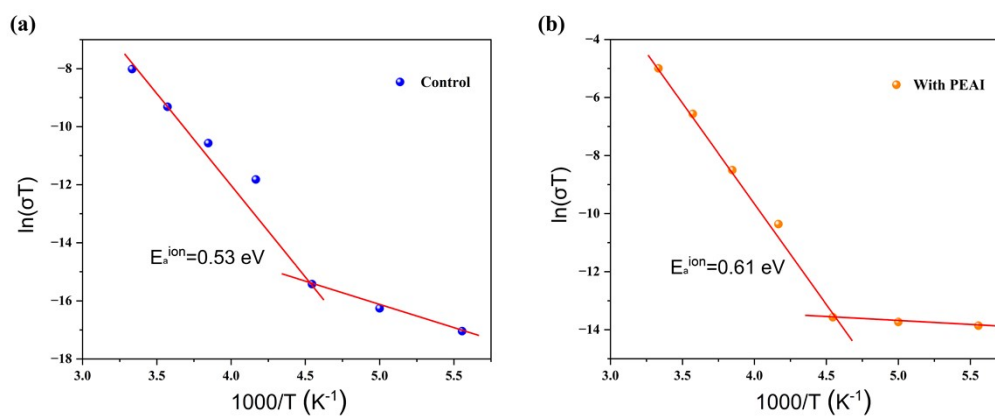 (a)
ln(σT)
−8
−10
−12
−14
−16
−18
Control
Eₐⁱᵒⁿ=0.53 eV
3.0 3.5 4.0 4.5 5.0 5.5
1000/T (K⁻¹)
(b)
ln(σT)
−4
−6
−8
−10
−12
−14
With PEAI
Eₐⁱᵒⁿ=0.61 eV
3.0 3.5 4.0 4.5 5.0 5.5
1000/T (K⁻¹)